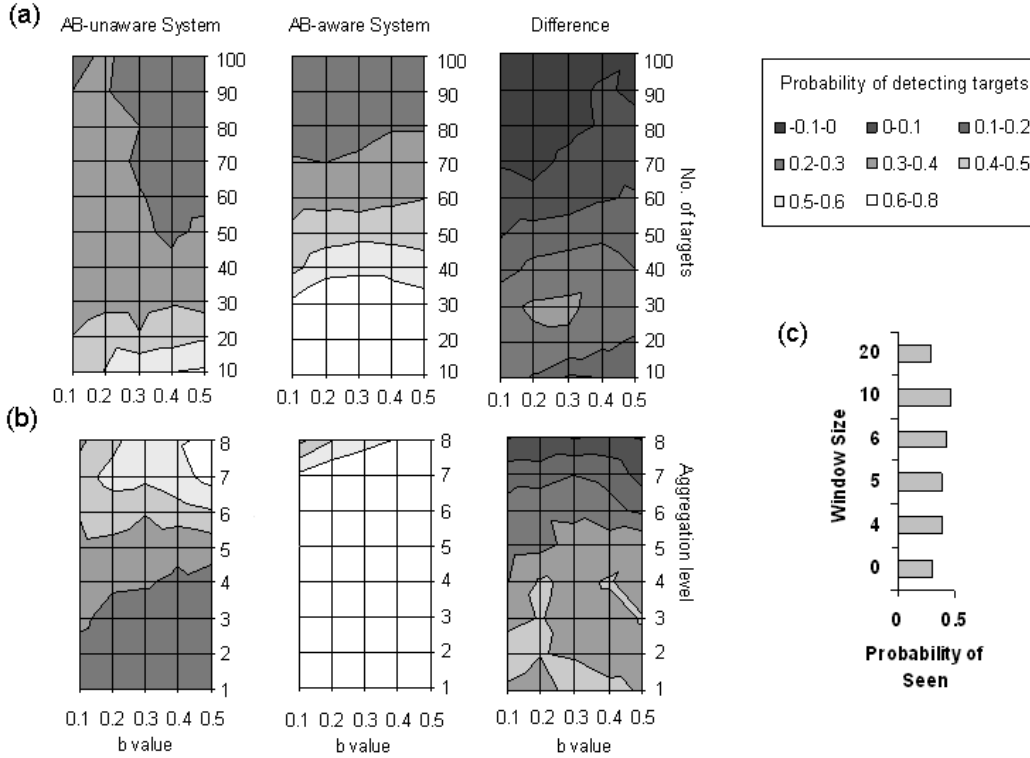 (a)
AB-unaware System
AB-aware System
Difference
100
90
80
70
60
50
40
30
20
10
0.1 0.2 0.3 0.4 0.5
100
90
80
70
60
50
40
30
20
10
0.1 0.2 0.3 0.4 0.5
100
90
80
70
60
50
40
30
20
10
0.1 0.2 0.3 0.4 0.5
No. of targets
Probability of detecting targets
-0.1-0 0-0.1 0.1-0.2
0.2-0.3 0.3-0.4 0.4-0.5
0.5-0.6 0.6-0.8
(b)
8
7
6
5
4
3
2
1
0.1 0.2 0.3 0.4 0.5
b value
8
7
6
5
4
3
2
1
0.1 0.2 0.3 0.4 0.5
b value
8
7
6
5
4
3
2
1
0.1 0.2 0.3 0.4 0.5
b value
Aggregation level
(c)
Window Size
20
10
6
5
4
0
0 0.5
Probability of
Seen